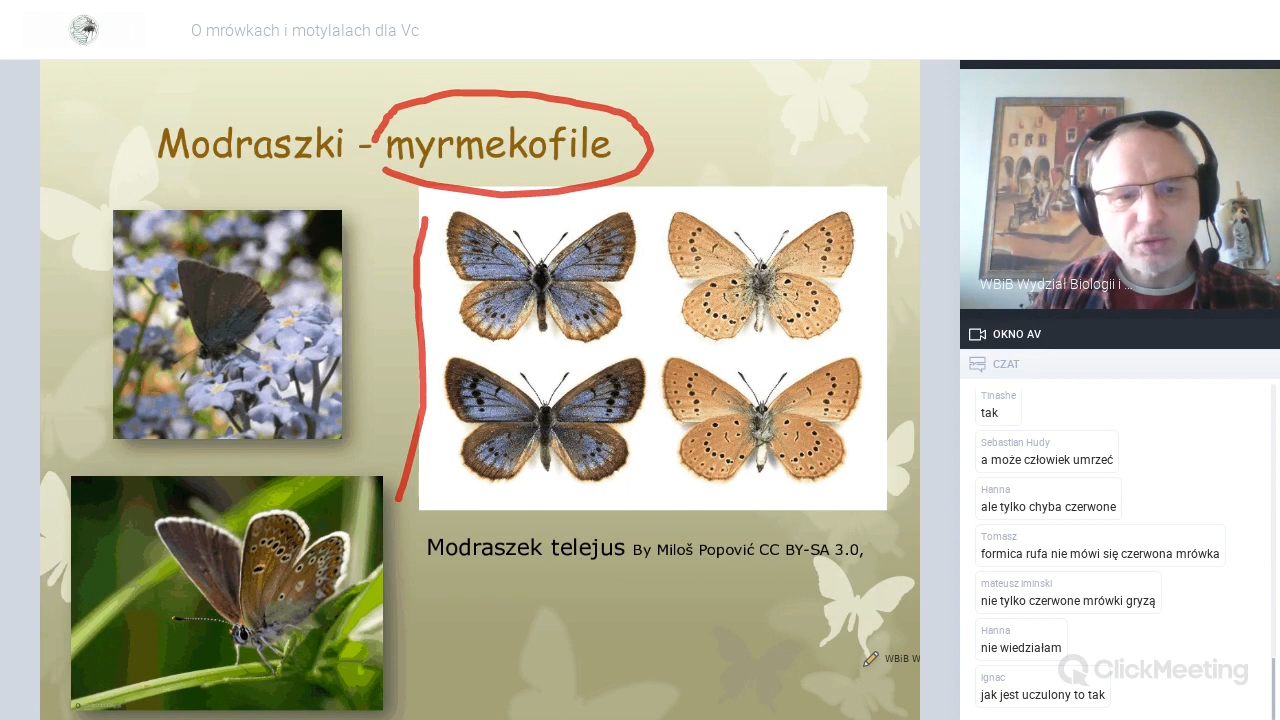 O mrówkach i motylalach dla Vc
Modraszki - myrmekofile
Modraszek telejus By Miloš Popović CC BY-SA 3.0,
WBiB W
WBiB Wydział Biologii i ...
OKNO AV
CZAT
Tinashe
tak
Sebastian Hudy
a może człowiek umrzeć
Hanna
ale tylko chyba czerwone
Tomasz
formica rufa nie mówi się czerwona mrówka
mateusz iminski
nie tylko czerwone mrówki gryzą
Hanna
nie wiedziałam
Ignac
jak jest uczulony to tak
ClickMeeting